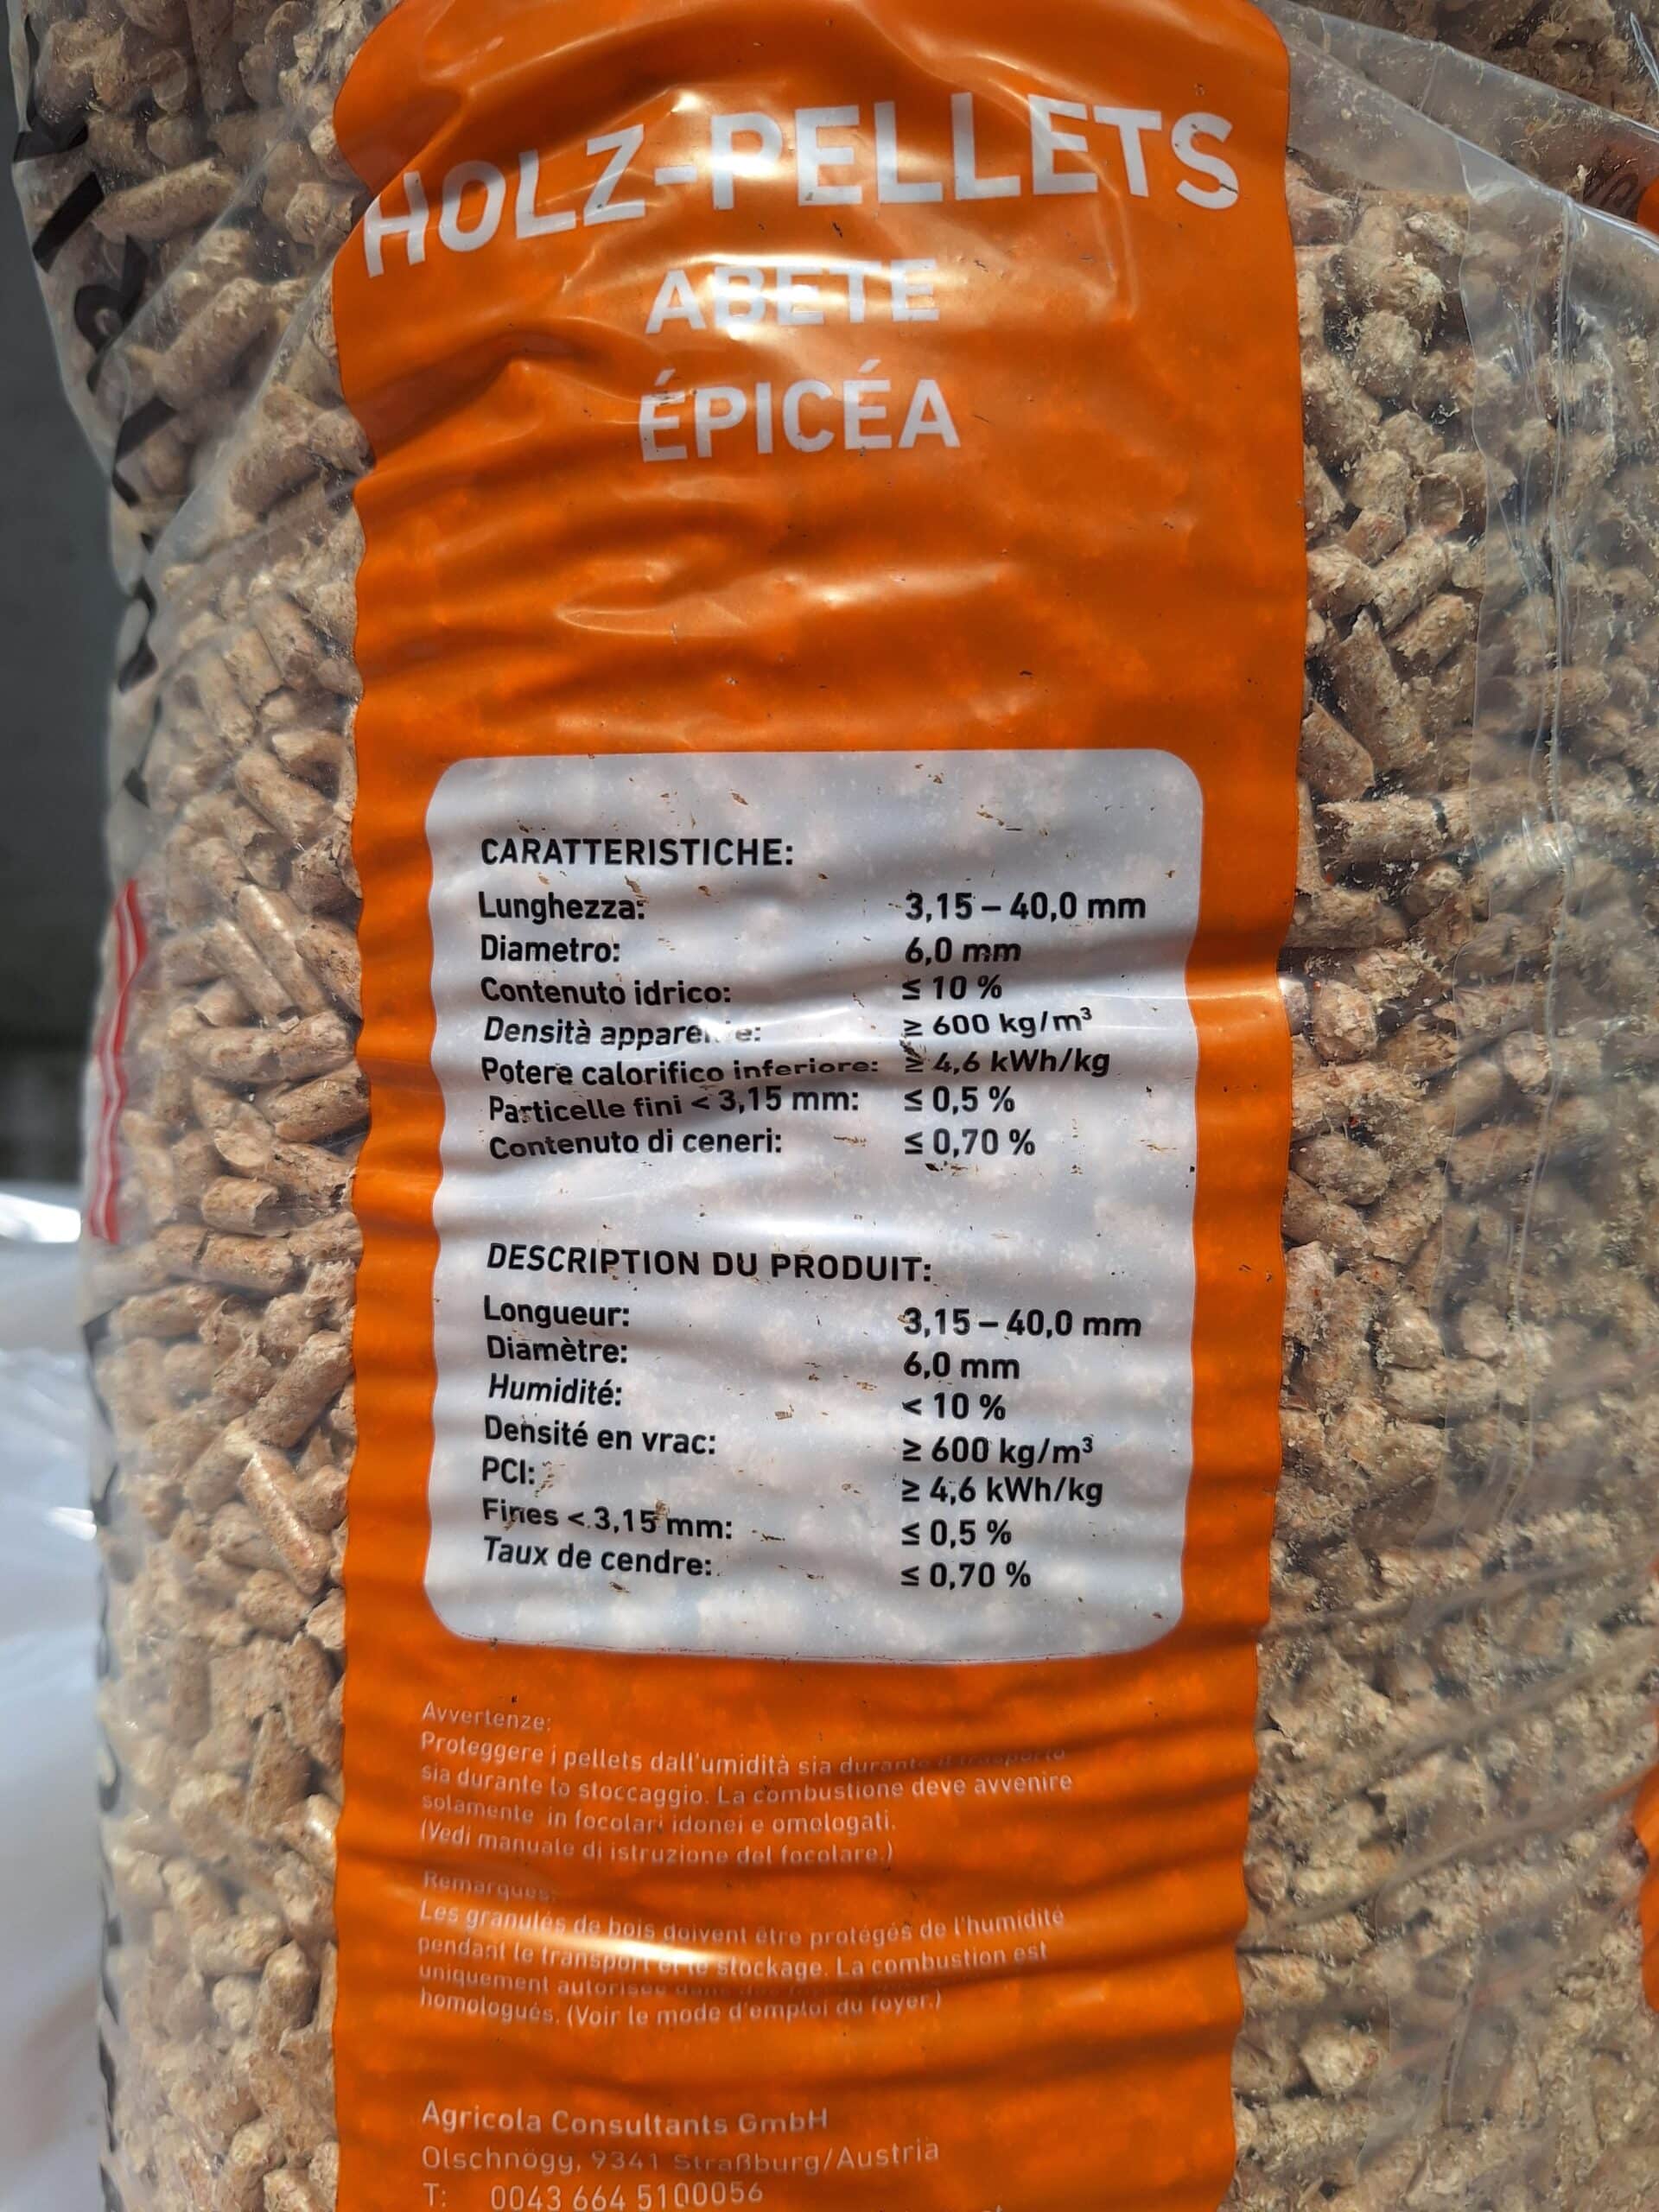 HOLZ-PELLETS
ABETE
ÉPICÉA
CARATTERISTICHE:
Lunghezza: 3,15 – 40,0 mm
Diametro: 6,0 mm
Contenuto idrico: ≤ 10 %
Densità ≥ 600 kg/m³
Potere calorifico inferiore: ≥ 4,6 kWh/kg
Particelle fini < 3,15 mm: ≤ 0,5 %
Contenuto di ceneri: ≤ 0,70 %
DESCRIPTION DU PRODUIT:
Longueur: 3,15 – 40,0 mm
Diamètre: 6,0 mm
Humidité: < 10 %
Densité en vrac: ≥ 600 kg/m³
PCI: ≥ 4,6 kWh/kg
Fines < 3,15 mm: ≤ 0,5 %
Taux de cendre: ≤ 0,70 %
Avvertenze:
Proteggere i pellets dall'umidità sia durante il trasporto
sia durante lo stoccaggio. La combustione deve avvenire
solamente in focolari idonei e omologati.
(Vedi manuale di istruzione del focolare.)
Remarques:
Les granulés de bois doivent être protégés de l'humidité
pendant le transport et le stockage. La combustion est
uniquement autorisée
homologués. (Voir le mode d'emploi du foyer.)
Agricola Consultants GmbH
Olschnögy, 9341 Straßburg/Austria
T: 0043 664 5100056